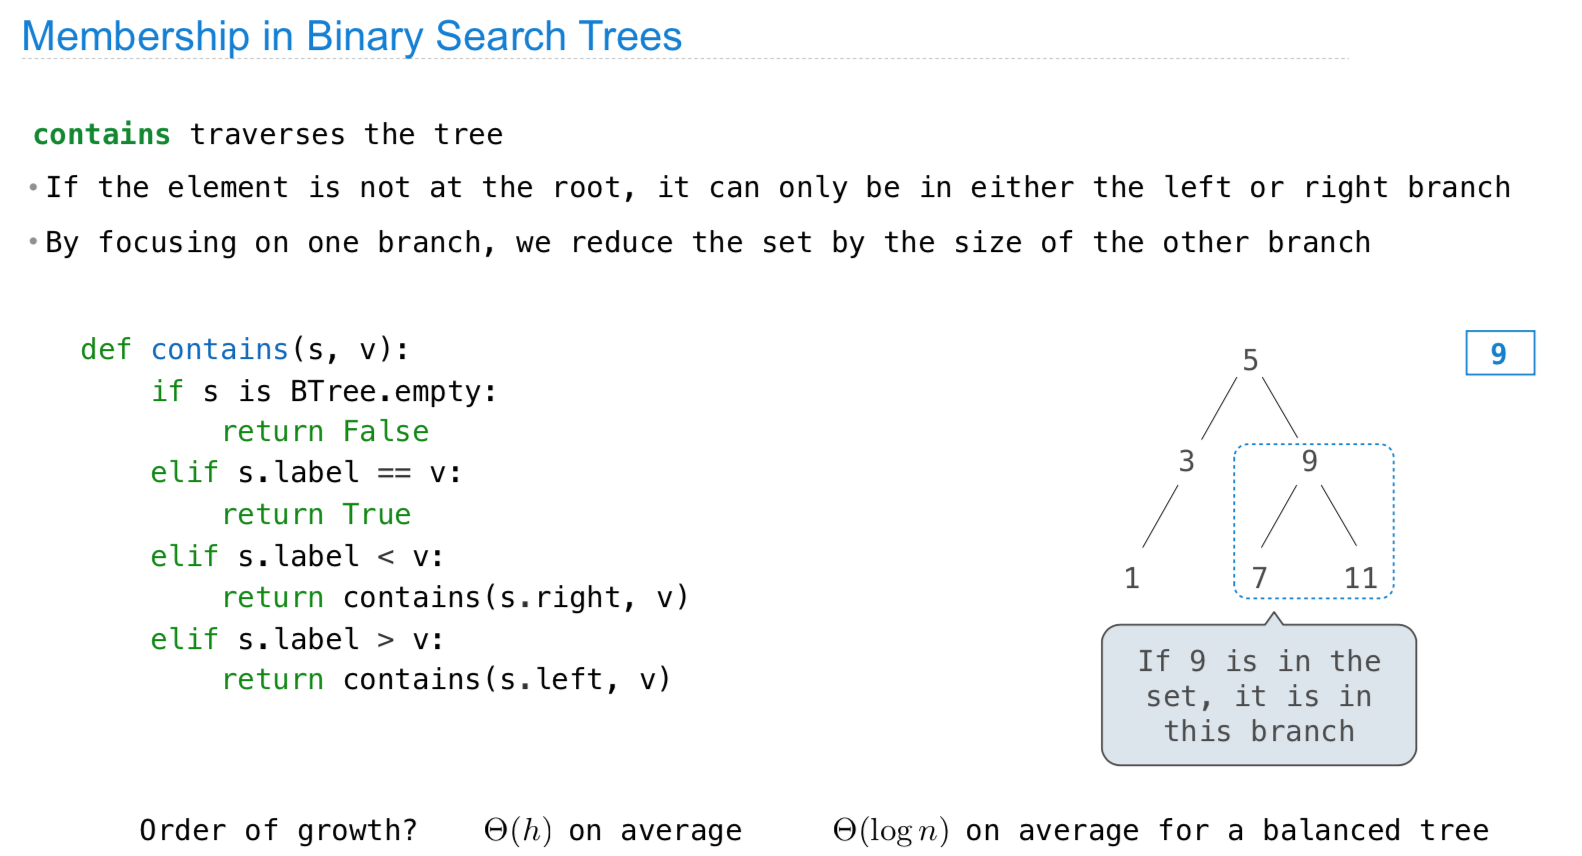 Membership in Binary Search Trees
contains traverses the tree
• If the element is not at the root, it can only be in either the left or right branch
• By focusing on one branch, we reduce the set by the size of the other branch
def contains(s, v):
    if s is BTree.empty:
        return False
    elif s.label == v:
        return True
    elif s.label < v:
        return contains(s.right, v)
    elif s.label > v:
        return contains(s.left, v)
5
9
3 9
1 7 11
If 9 is in the
set, it is in
this branch
Order of growth? Θ(h) on average Θ(log n) on average for a balanced tree